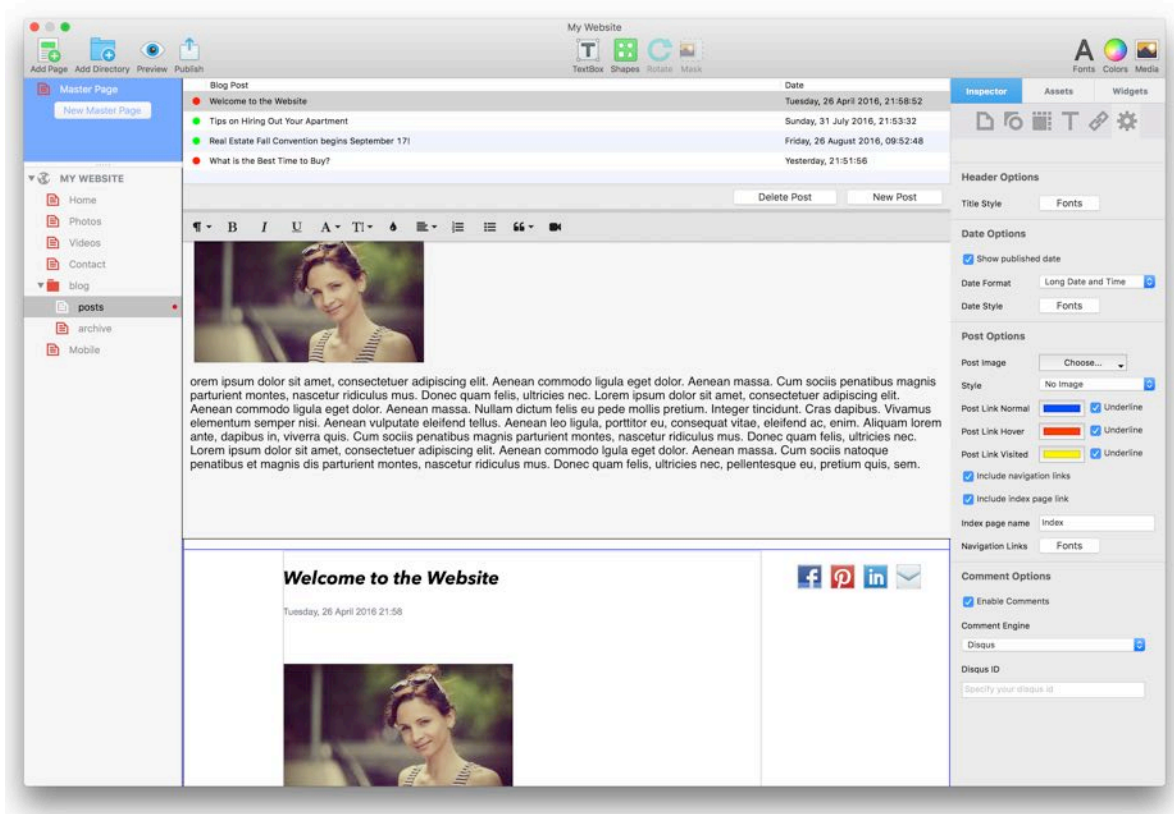 My Website
Add Page Add Directory Preview Publish
TextBox Shapes Rotate Mask
Fonts Colors Media
Master Page
New Master Page
MY WEBSITE
Home
Photos
Videos
Contact
blog
posts
archive
Mobile
Blog Post Date
Welcome to the Website Tuesday, 26 April 2016, 21:58:52
Tips on Hiring Out Your Apartment Sunday, 31 July 2016, 21:53:32
Real Estate Fall Convention begins September 17! Friday, 26 August 2016, 09:52:48
What is the Best Time to Buy? Yesterday, 21:51:56
Delete Post New Post
orem ipsum dolor sit amet, consectetuer adipiscing elit. Aenean commodo ligula eget dolor. Aenean massa. Cum sociis penatibus magnis
parturient montes, nascetur ridiculus mus. Donec quam felis, ultricies nec. Lorem ipsum dolor sit amet, consectetuer adipiscing elit.
Aenean commodo ligula eget dolor. Aenean massa. Nullam dictum felis eu pede mollis pretium. Integer tincidunt. Cras dapibus. Vivamus
elementum semper nisi. Aenean vulputate eleifend tellus. Aenean leo ligula, porttitor eu, consequat vitae, eleifend ac, enim. Aliquam lorem
ante, dapibus in, viverra quis. Cum sociis penatibus magnis parturient montes, nascetur ridiculus mus. Donec quam felis, ultricies nec.
Lorem ipsum dolor sit amet, consectetuer adipiscing elit. Aenean commodo lgula eget dolor. Aenean massa. Cum sociis natoque
penatibus et magnis dis parturient montes, nascetur ridiculus mus. Donec quam felis, ultricies nec, pellentesque eu, pretium quis, sem.
Welcome to the Website
Tuesday, 26 April 2016 21:58
Inspector Assets Widgets
Header Options
Title Style Fonts
Date Options
Show published date
Date Format Long Date and Time
Date Style Fonts
Post Options
Post Image Choose...
Style No Image
Post Link Normal Underline
Post Link Hover Underline
Post Link Visited Underline
Include navigation links
Include index page link
Index page name Index
Navigation Links Fonts
Comment Options
Enable Comments
Comment Engine
Disqus
Disqus ID
Specify your disqus id